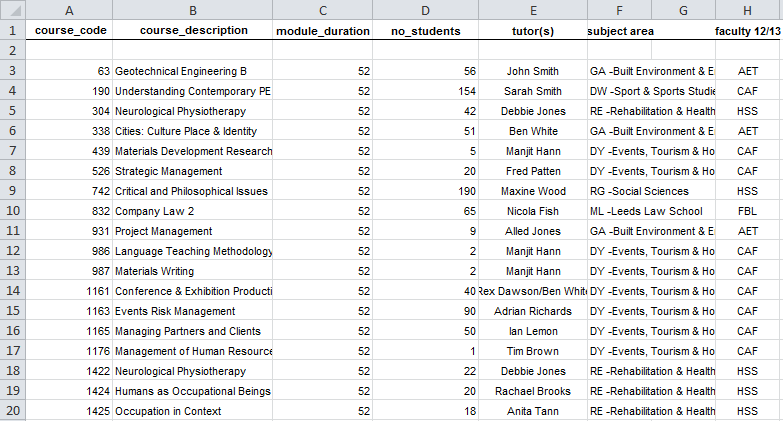 A B C D E F G H
1 course_code course_description module_duration no_students tutor(s) subject area faculty 12/13
2
3 63 Geotechnical Engineering B 52 56 John Smith GA -Built Environment & E AET
4 190 Understanding Contemporary PE 52 154 Sarah Smith DW -Sport & Sports Studie CAF
5 304 Neurological Physiotherapy 52 42 Debbie Jones RE -Rehabilitation & Health HSS
6 338 Cities: Culture Place & Identity 52 51 Ben White GA -Built Environment & E AET
7 439 Materials Development Research 52 5 Manjit Hann DY -Events, Tourism & Ho CAF
8 526 Strategic Management 52 20 Fred Patten DY -Events, Tourism & Ho CAF
9 742 Critical and Philosophical Issues 52 190 Maxine Wood RG -Social Sciences HSS
10 832 Company Law 2 52 65 Nicola Fish ML -Leeds Law School FBL
11 931 Project Management 52 9 Alled Jones GA -Built Environment & E AET
12 986 Language Teaching Methodology 52 2 Manjit Hann DY -Events, Tourism & Ho CAF
13 987 Materials Writing 52 2 Manjit Hann DY -Events, Tourism & Ho CAF
14 1161 Conference & Exhibition Producti 52 40 Rex Dawson/Ben White DY -Events, Tourism & Ho CAF
15 1163 Events Risk Management 52 90 Adrian Richards DY -Events, Tourism & Ho CAF
16 1165 Managing Partners and Clients 52 50 Ian Lemon DY -Events, Tourism & Ho CAF
17 1176 Management of Human Resource 52 1 Tim Brown DY -Events, Tourism & Ho CAF
18 1422 Neurological Physiotherapy 52 22 Debbie Jones RE -Rehabilitation & Health HSS
19 1424 Humans as Occupational Beings 52 20 Rachael Brooks RE -Rehabilitation & Health HSS
20 1425 Occupation in Context 52 18 Anita Tann RE -Rehabilitation & Health HSS